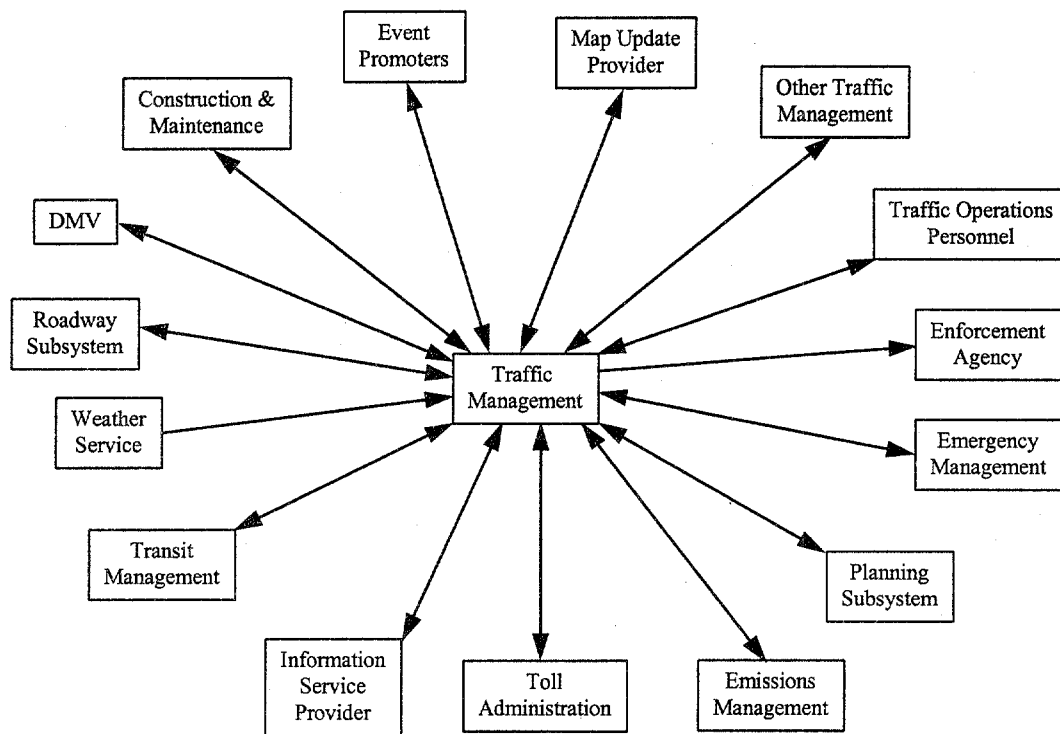 Event
Promoters
Map Update
Provider
Other Traffic
Management
Construction &
Maintenance
Traffic Operations
Personnel
DMV
Roadway
Subsystem
Enforcement
Agency
Traffic
Management
Weather
Service
Emergency
Management
Transit
Management
Planning
Subsystem
Information
Service
Provider
Toll
Administration
Emissions
Management